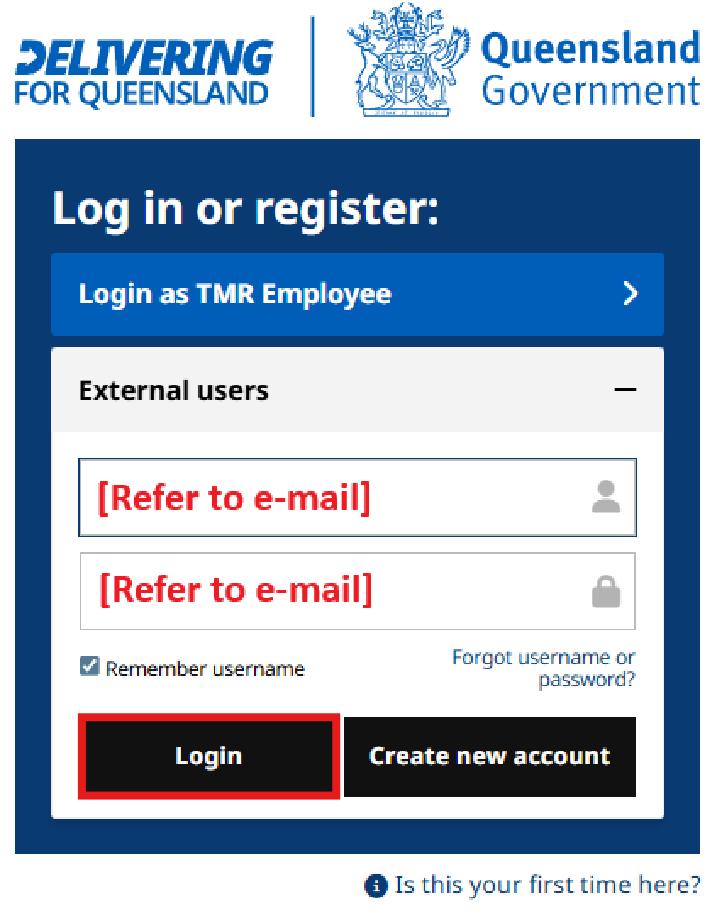 DELIVERING
FOR QUEENSLAND
Queensland
Government
Log in or register:
Login as TMR Employee
External users
[Refer to e-mail]
[Refer to e-mail]
Remember username
Forgot username or
password?
Login
Create new account
Is this your first time here?